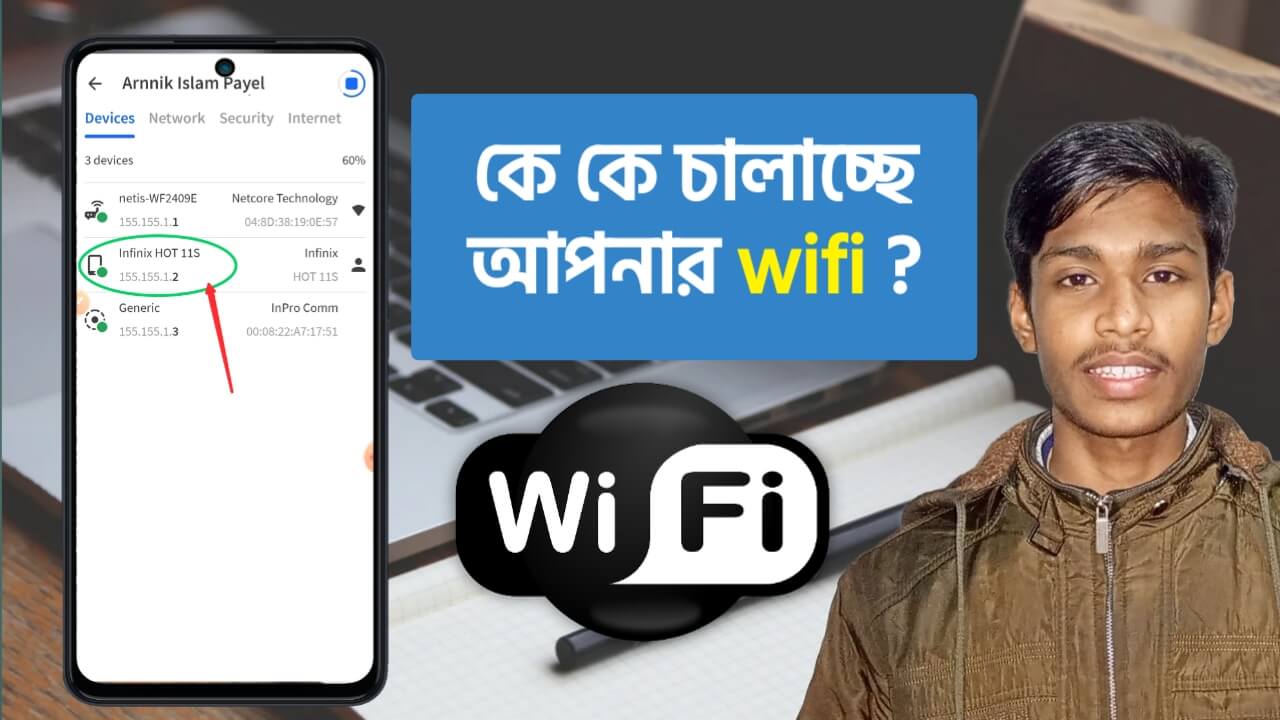 Arnnik Islam Payel
Devices Network Security Internet
3 devices 60%
netis-WF2409E Netcore Technology
155.155.1.1 04:8D:38:19:0E:57
Infinix HOT 11S Infinix
155.155.1.2 HOT 11S
Generic InPro Comm
155.155.1.3 00:08:22:A7:17:51
কে কে চালাচ্ছে
আপনার wifi ?
Wi Fi